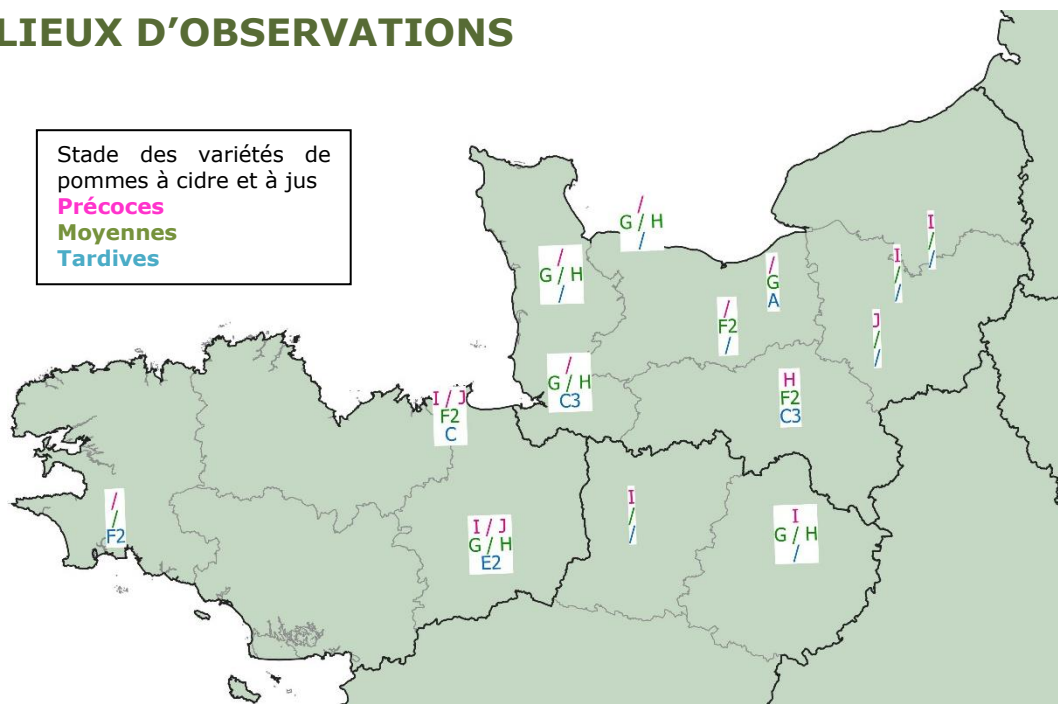 LIEUX D'OBSERVATIONS
Stade des variétés de
pommes à cidre et à jus
Précoces
Moyennes
Tardive
/
G / H
/
/
G / H
/
/
G
A
I
/
/
I
/
/
/
F2
/
J
/
/
/
G / H
C3
H
F2
C3
I / J
F2
C
/
/
F2
I / J
G / H
E2
I
/
/
I
G / H
/